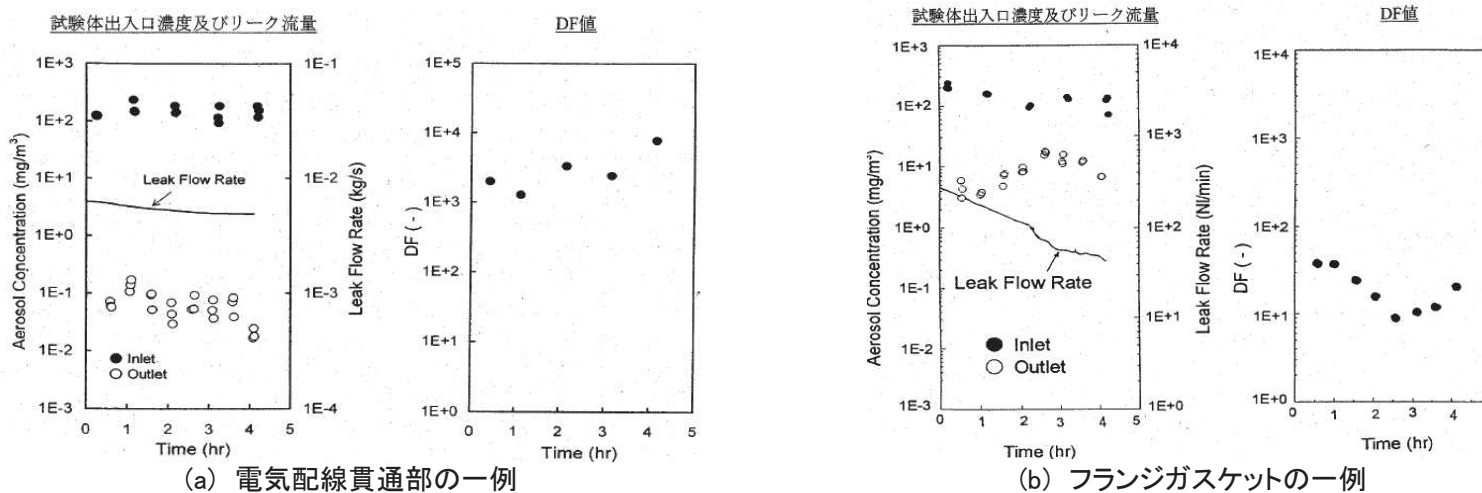 試験体出入口濃度及びリーク流量
1E+3
1E+2
1E+1
1E+0
1E-1
1E-2
1E-3
Aerosol Concentration (mg/m³)
1E-1
1E-2
1E-3
1E-4
Leak Flow Rate (kg/s)
Leak Flow Rate
Inlet
Outlet
0 1 2 3 4 5
Time (hr)
DF値
1E+5
1E+4
1E+3
1E+2
1E+1
1E+0
DF (-)
0 1 2 3 4 5
Time (hr)
(a) 電気配線貫通部の一例
試験体出入口濃度及びリーク流量
1E+3
1E+2
1E+1
1E+0
1E-1
1E-2
1E-3
Aerosol Concentration (mg/m³)
1E+4
1E+3
1E+2
1E+1
1E+0
Leak Flow Rate (Nl/min)
Leak Flow Rate
Inlet
Outlet
0 1 2 3 4 5
Time (hr)
DF値
1E+4
1E+3
1E+2
1E+1
1E+0
DF (-)
0 1 2 3 4 5
Time (hr)
(b) フランジガスケットの一例